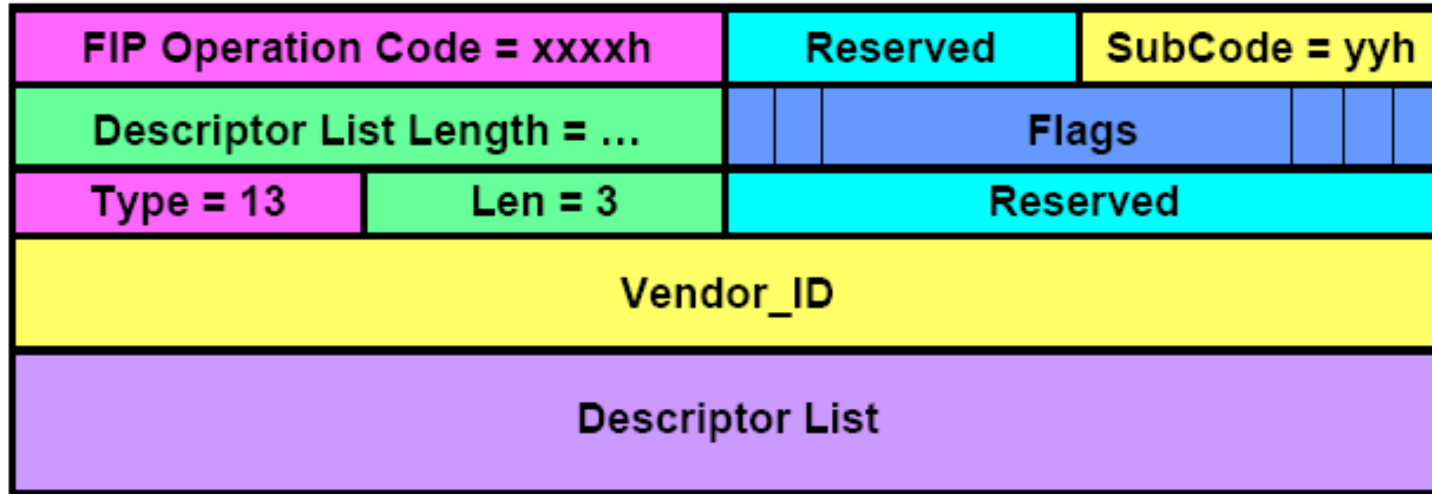 FIP Operation Code = xxxxh Reserved SubCode = yyh
Descriptor List Length = ... Flags
Type = 13 Len = 3 Reserved
Vendor_ID
Descriptor List